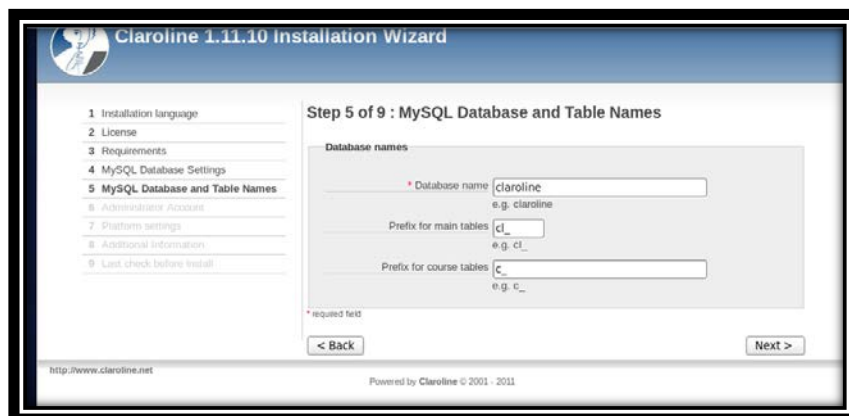 Claroline 1.11.10 Installation Wizard
1 Installation language
2 License
3 Requirements
4 MySQL Database Settings
5 MySQL Database and Table Names
6 Administrator Account
7 Platform settings
8 Additional Information
9 Last check before install
Step 5 of 9 : MySQL Database and Table Names
Database names
* Database name claroline
e.g. claroline
Prefix for main tables cl_
e.g. cl_
Prefix for course tables c_
e.g. c_
* required field
< Back
Next >
http://www.claroline.net
Powered by Claroline © 2001 - 2011